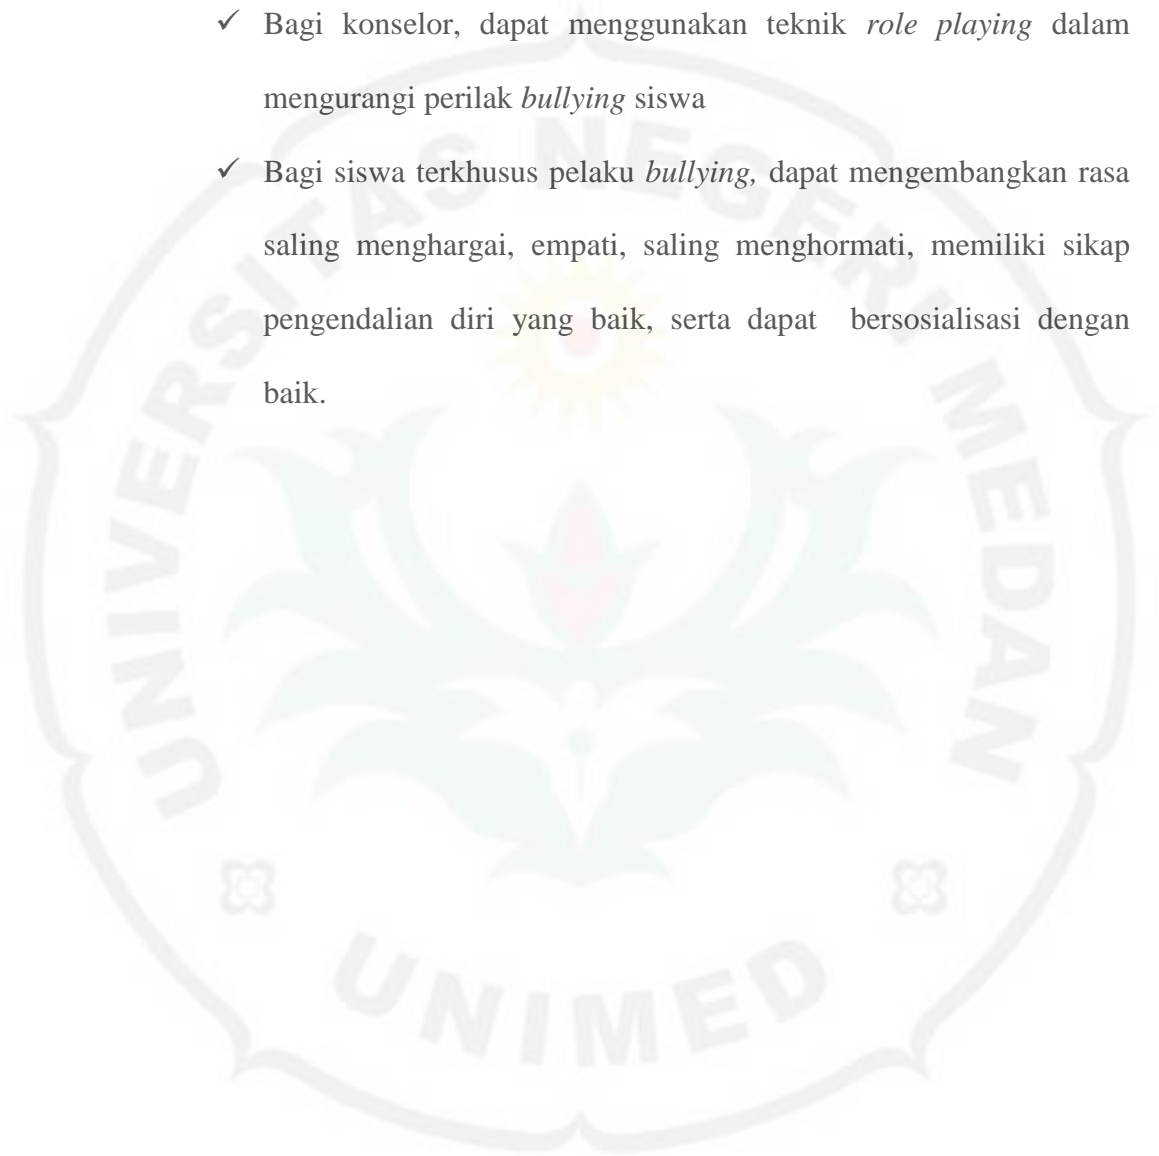 ✓ Bagi konselor, dapat menggunakan teknik role playing dalam
mengurangi perilak bullying siswa
✓ Bagi siswa terkhusus pelaku bullying, dapat mengembangkan rasa
saling menghargai, empati, saling menghormati, memiliki sikap
pengendalian diri yang baik, serta dapat bersosialisasi dengan
baik.
UNIVERSITAS NEGERI MEDAN
UNIMED